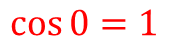 cos 0 = 1